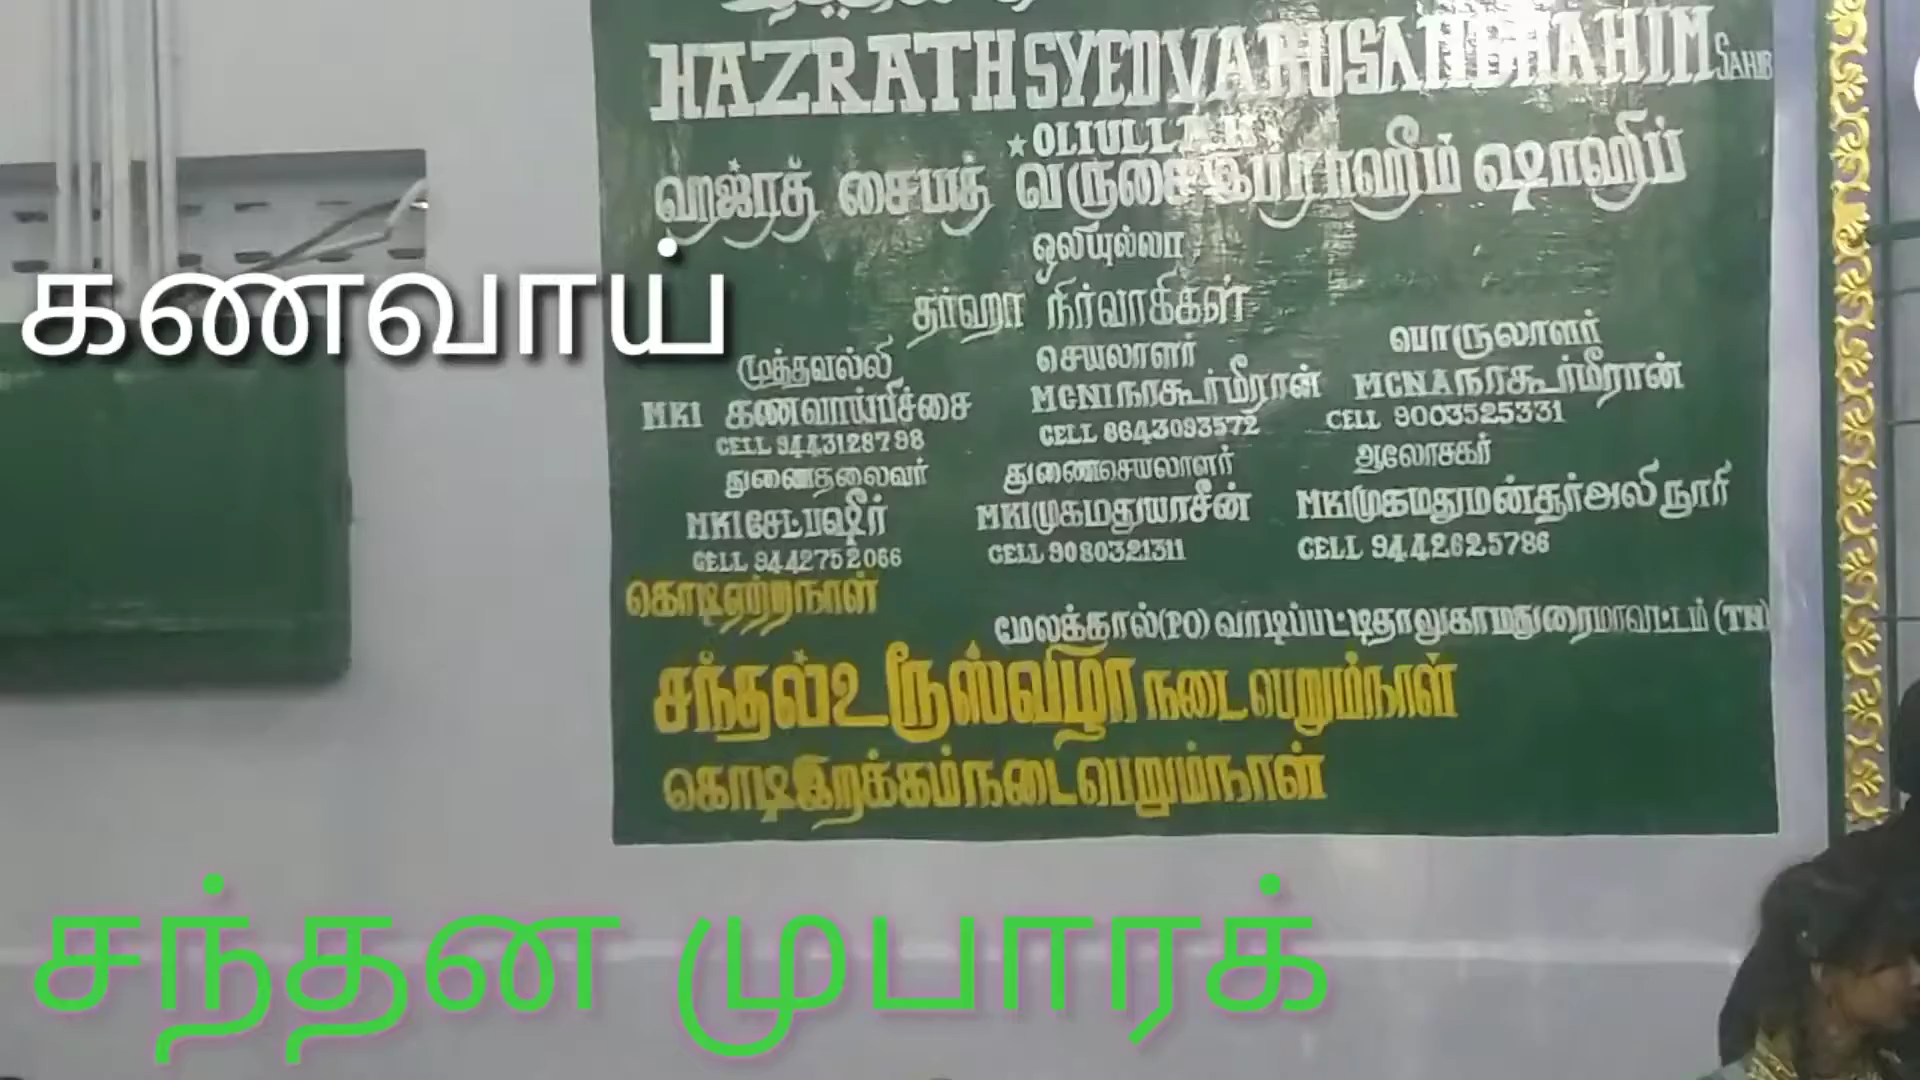 HAZRATH SYED VARUSAI IBRAHIM SAHIB
★ OLIULLAH ★
ஹஜ்ரத் சையத் வருசை இப்ராஹீம் ஷாஹிப்
ஒலியுல்லா
தர்ஹா நிர்வாகிகள்
முத்தவல்லி செயலாளர் பொருலாளர்
MKI கணவாய்பிச்சை MCNI நாகூர்மீரான் MCNA நாகூர்மீரான்
CELL 9443128798 CELL 8643093572 CELL 9003525331
துணைதலைவர் துணைசெயலாளர் ஆலோசகர்
MKI சேட்பஷீர் MKI முகமதுயாசீன் MKI முகமதுமன்தூர்அலி நூரி
CELL 9442752066 CELL 9080321311 CELL 9442625786
கொடிஏற்றநாள்
மேலக்கால்(PO) வாடிப்பட்டிதாலுகாமதுரைமாவட்டம் (TN)
சந்தல்உரூஸ்விழா நடைபெறும்நாள்
கொடிஇறக்கம்நடைபெறும்நாள்
கணவாய்
சந்தன முபாரக்